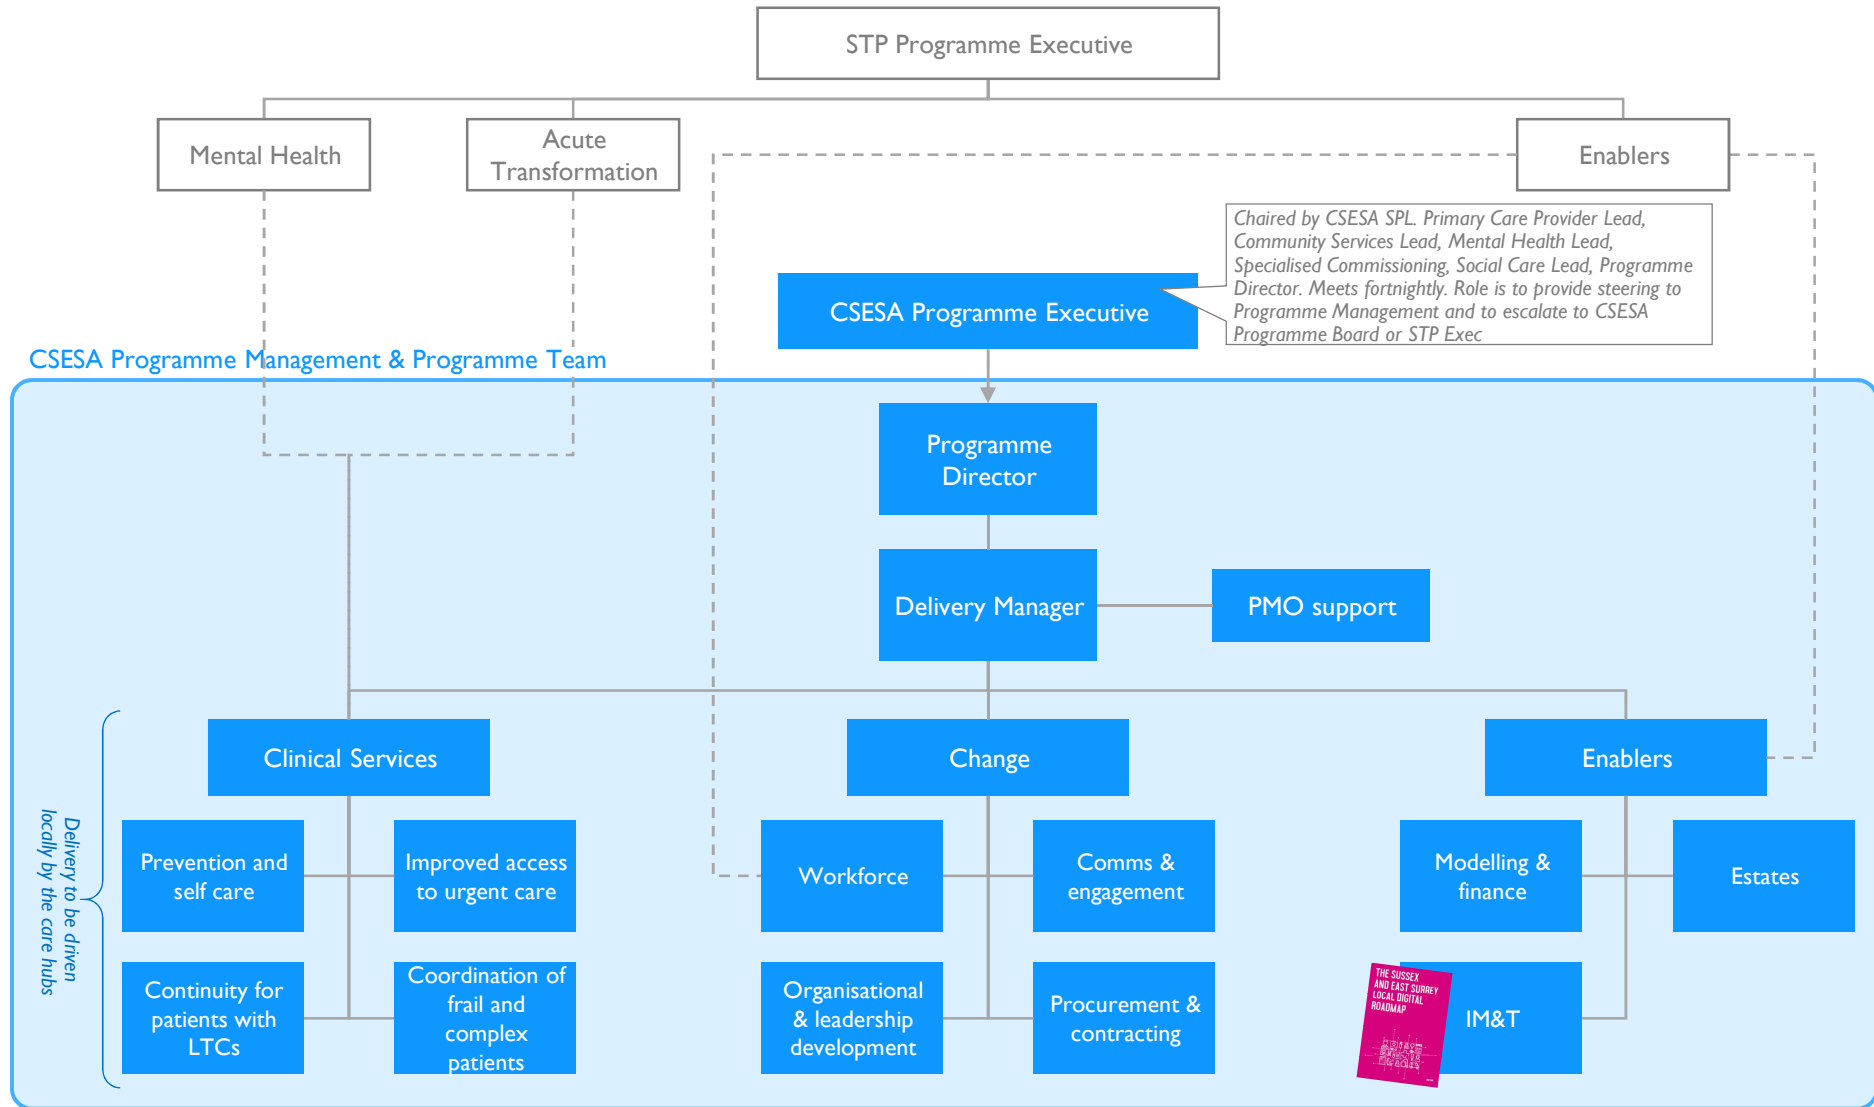 STP Programme Executive
Mental Health
Acute
Transformation
Enablers
Chaired by CSESA SPL. Primary Care Provider Lead,
Community Services Lead, Mental Health Lead,
Specialised Commissioning, Social Care Lead, Programme
Director. Meets fortnightly. Role is to provide steering to
Programme Management and to escalate to CSESA
Programme Board or STP Exec
CSESA Programme Executive
CSESA Programme Management & Programme Team
Programme
Director
Delivery Manager
PMO support
Clinical Services
Change
Enablers
Delivery to be driven
locally by the care hubs
Prevention and
self care
Improved access
to urgent care
Workforce
Comms &
engagement
Modelling &
finance
Estates
Continuity for
patients with
LTCs
Coordination of
frail and
complex
patients
Organisational
& leadership
development
Procurement &
contracting
THE SUSSEX
AND EAST SURREY
LOCAL DIGITAL
ROADMAP
IM&T